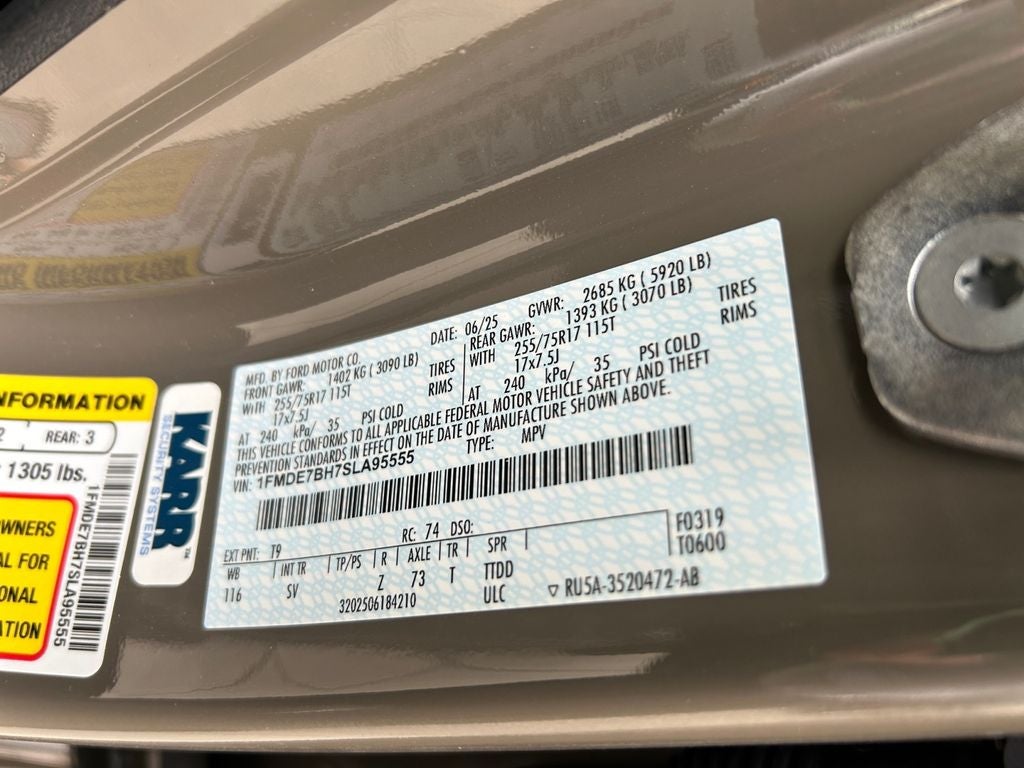 MFD. BY FORD MOTOR CO.
DATE: 06/25 GVWR: 2685 KG ( 5920 LB)
FRONT GAWR: 1402 KG ( 3090 LB)
REAR GAWR: 1393 KG ( 3070 LB)
WITH 255/75R17 115T TIRES
WITH 255/75R17 115T TIRES
17x7.5J RIMS
17x7.5J RIMS
AT 240 kPa/ 35 PSI COLD
AT 240 kPa/ 35 PSI COLD
THIS VEHICLE CONFORMS TO ALL APPLICABLE FEDERAL MOTOR VEHICLE SAFETY AND THEFT
PREVENTION STANDARDS IN EFFECT ON THE DATE OF MANUFACTURE SHOWN ABOVE.
VIN: 1FMDE7BH7SLA95555 TYPE: MPV
EXT PNT: T9 RC: 74 DSO:
WB INT TR TP/PS R AXLE TR SPR F0319
T0600
116 SV Z 73 T TTDD
ULC
3202506184210
RU5A-3520472-AB
KARR™
SECURITY SYSTEMS
NFORMATION
2 REAR: 3
1305 lbs.
1FMDE7BH7SLA95555
OWNERS
AL FOR
ONAL
ATION